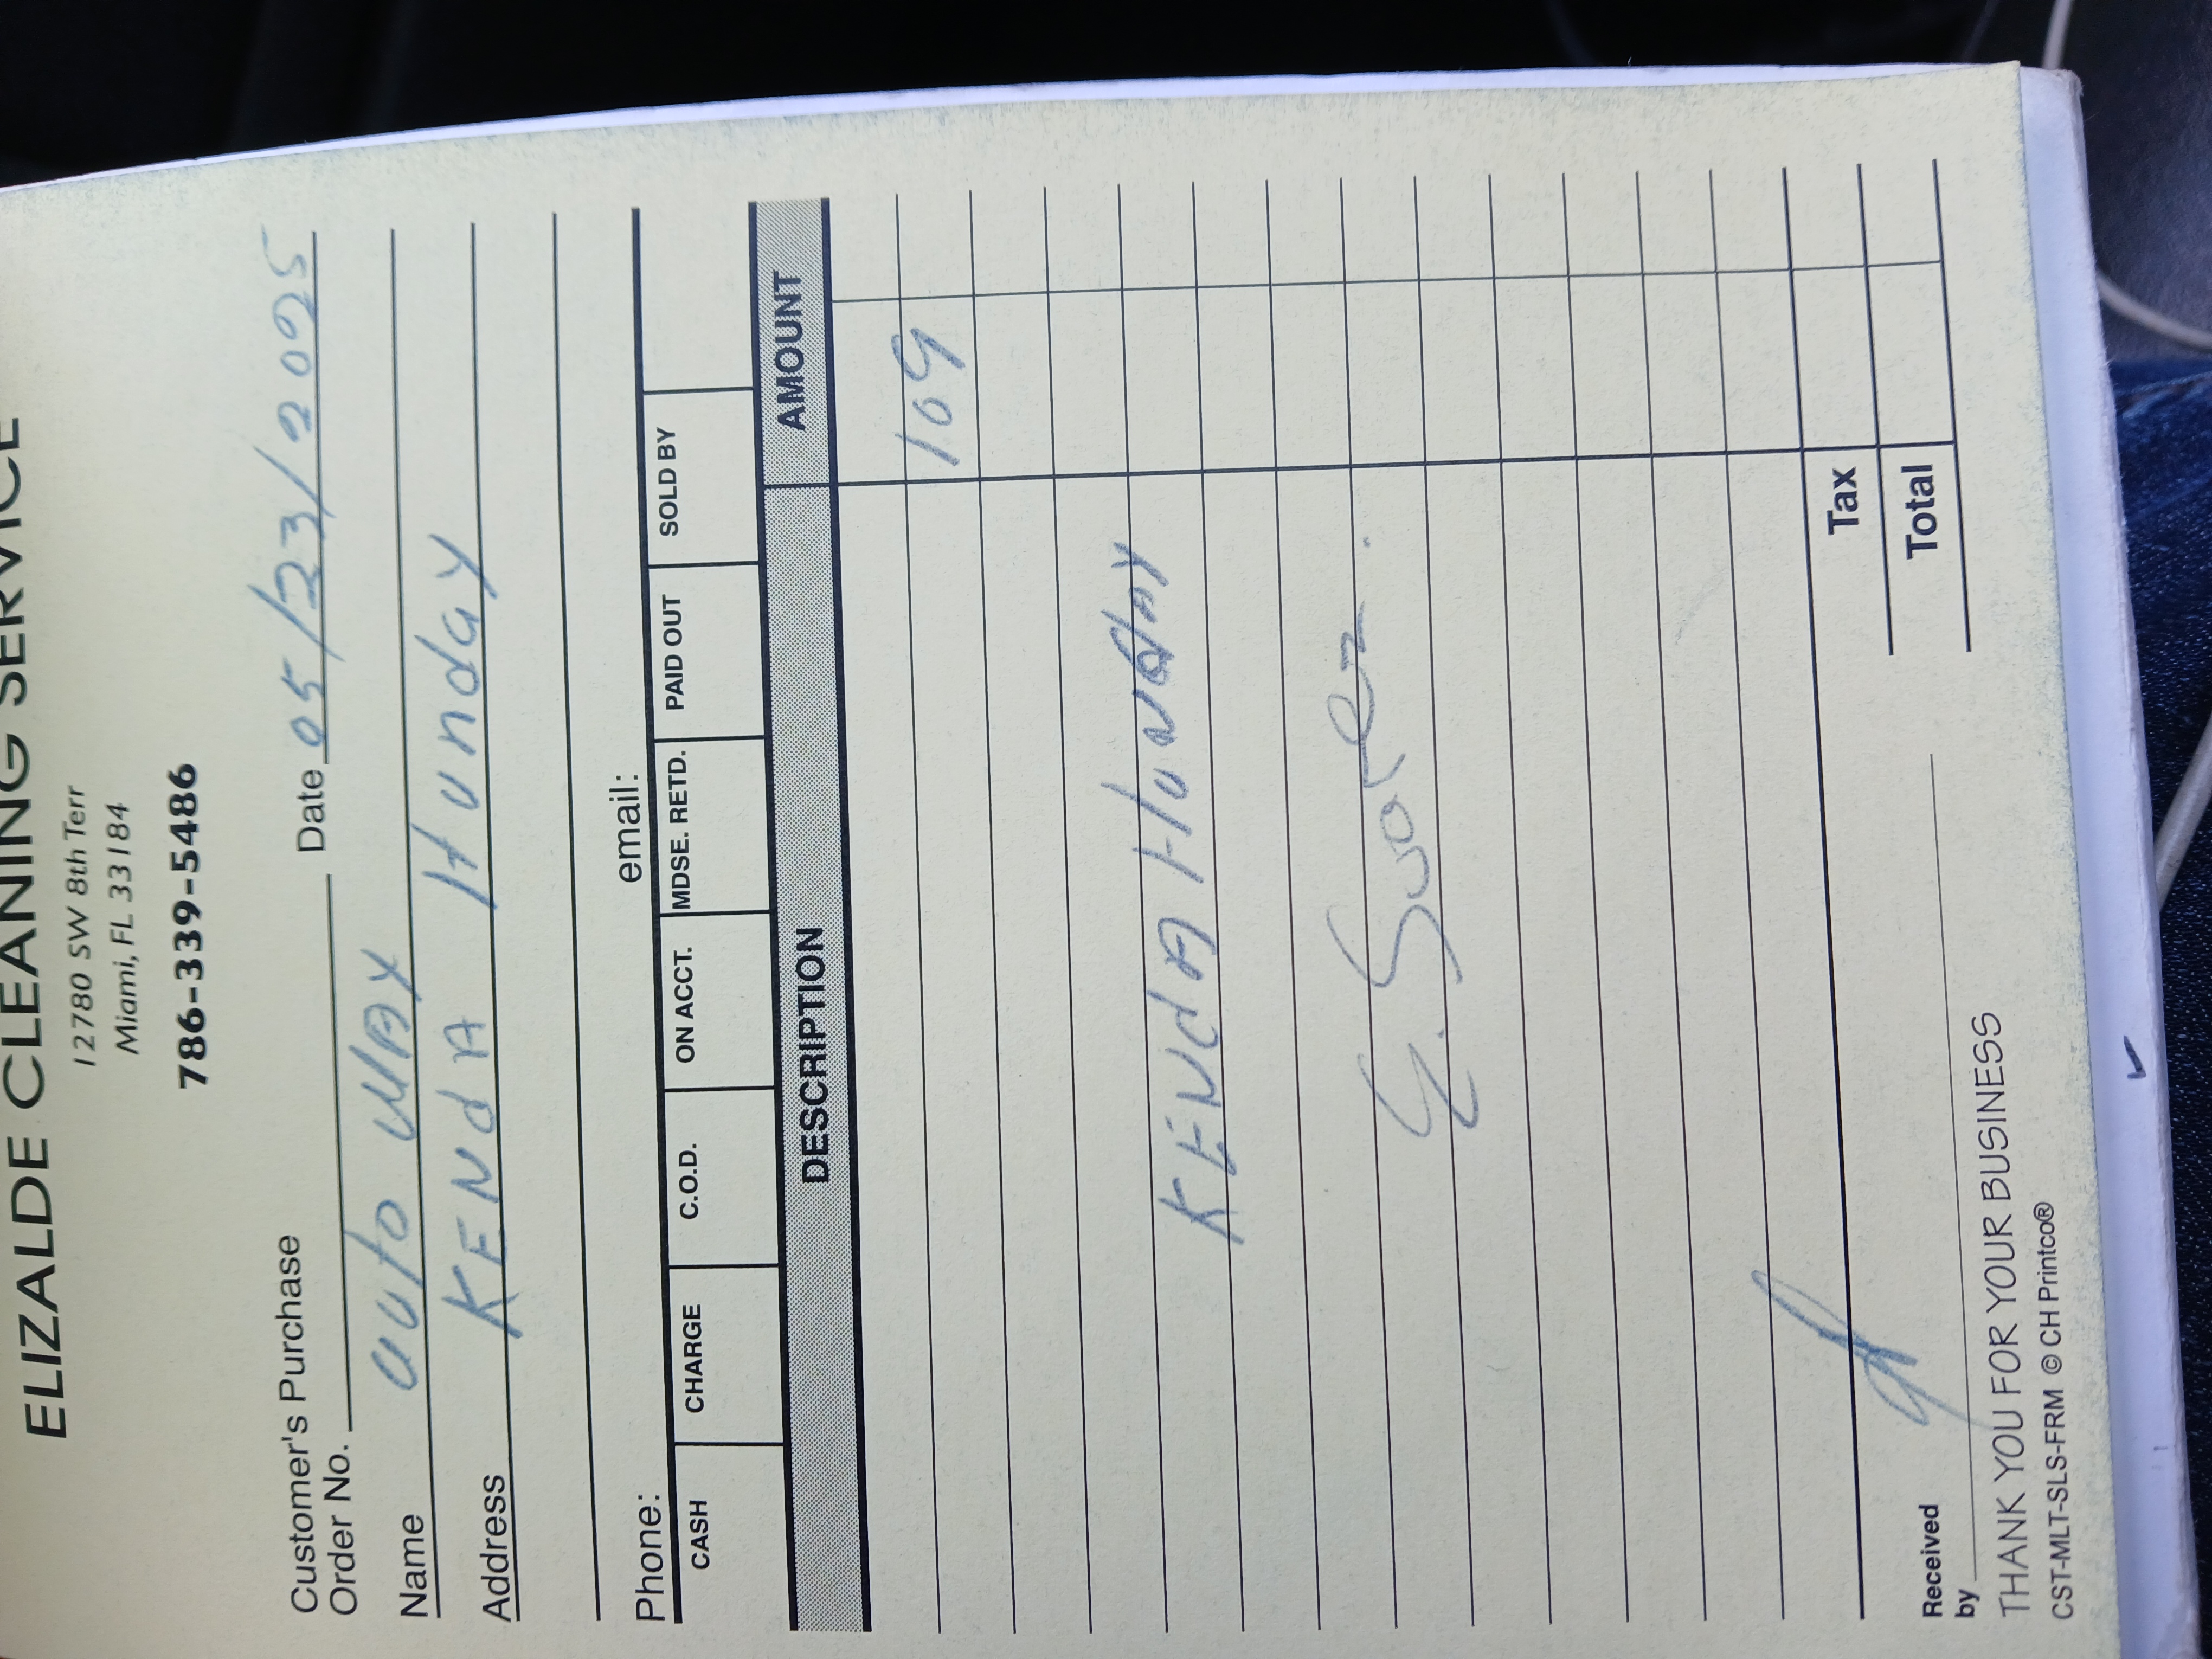 ELIZALDE CLEANING SERVICE
12780 SW 8th Terr
Miami, FL 33184
786-339-5486
Customer's Purchase
Order No. Date 05/23/2025
Name auto MAX
Address KENdA Hunday
Phone: email:
CASH CHARGE C.O.D. ON ACCT. MDSE. RETD. PAID OUT SOLD BY
DESCRIPTION AMOUNT
109
KENdA HuNdAy
Tax
Total
Received
by
THANK YOU FOR YOUR BUSINESS
CST-MLT-SLS-FRM © CH Printco®